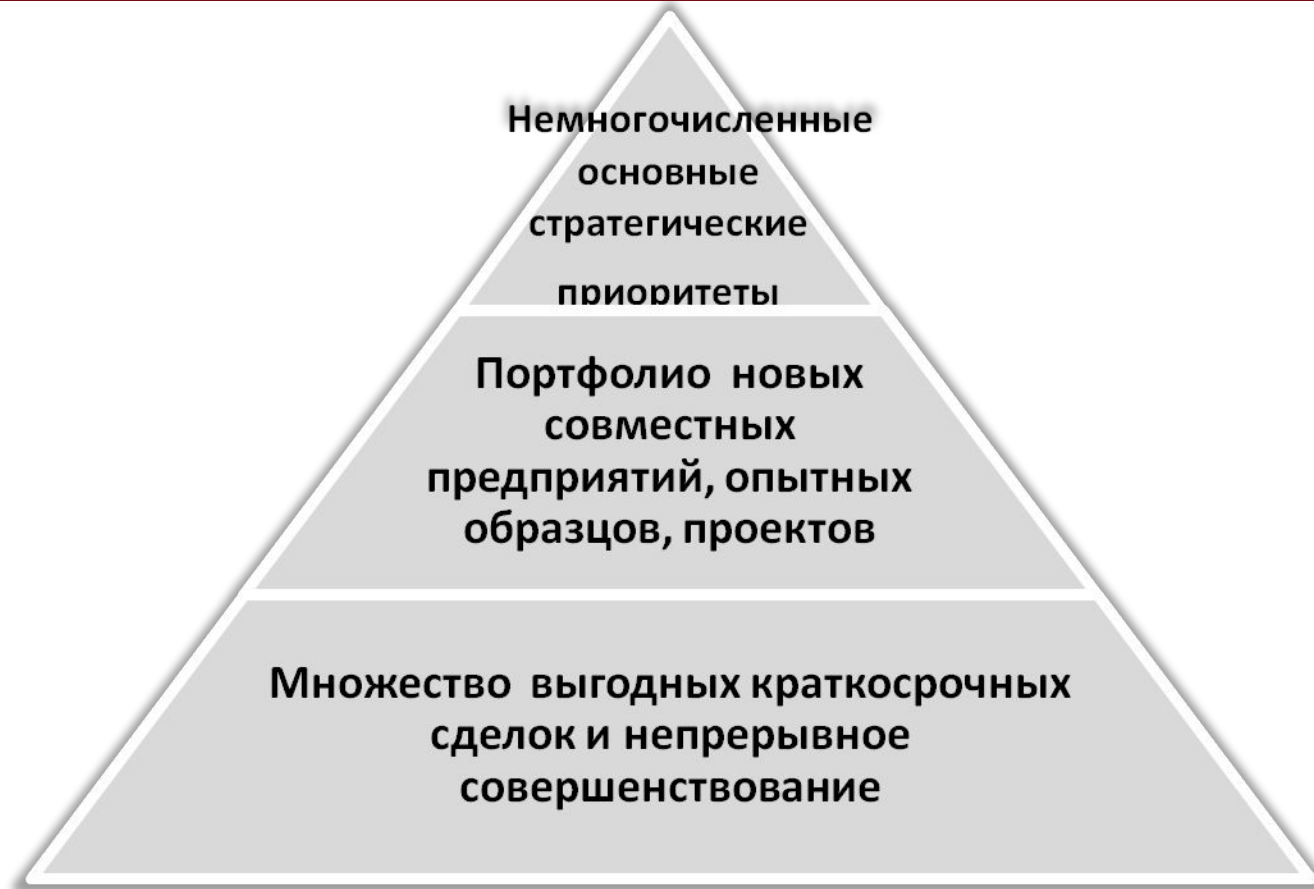 Немногочисленные
основные
стратегические
приоритеты
Портфолио новых
совместных
предприятий, опытных
образцов, проектов
Множество выгодных краткосрочных
сделок и непрерывное
совершенствование